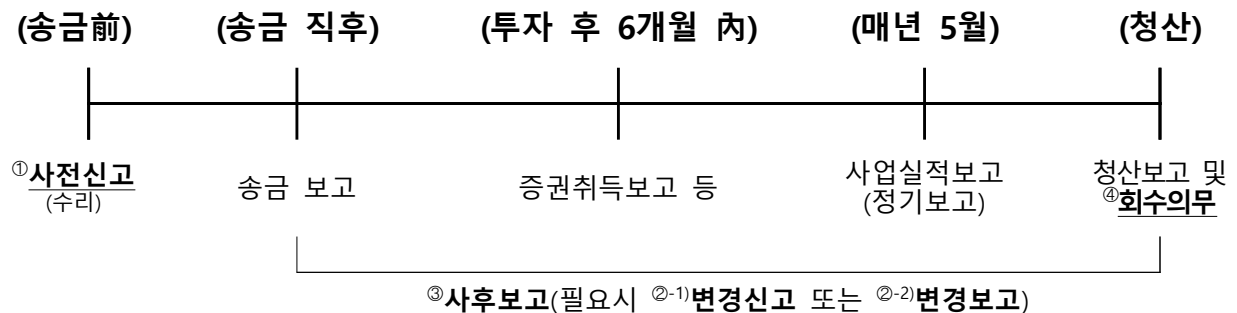 (송금前) (송금 직후) (투자 후 6개월 內) (매년 5월) (청산)
①사전신고 송금 보고 증권취득보고 등 사업실적보고 청산보고 및
(수리) (정기보고) ④회수의무
③사후보고(필요시 ②-1)변경신고 또는 ②-2)변경보고)